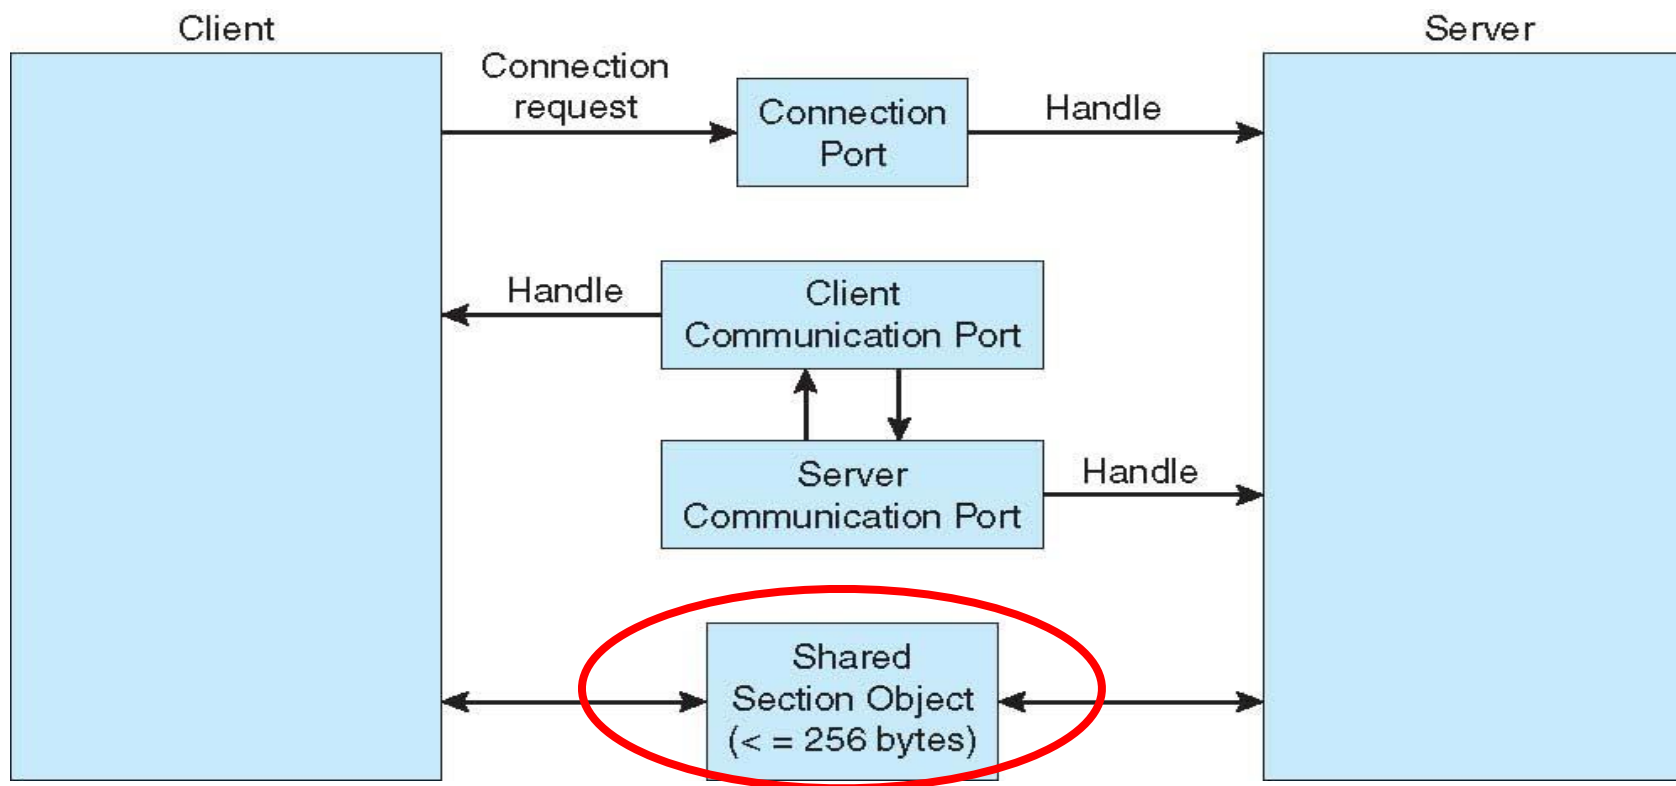 Client
Server
Connection
request
Connection
Port
Handle
Handle
Client
Communication Port
Server
Communication Port
Handle
Shared
Section Object
(< = 256 bytes)